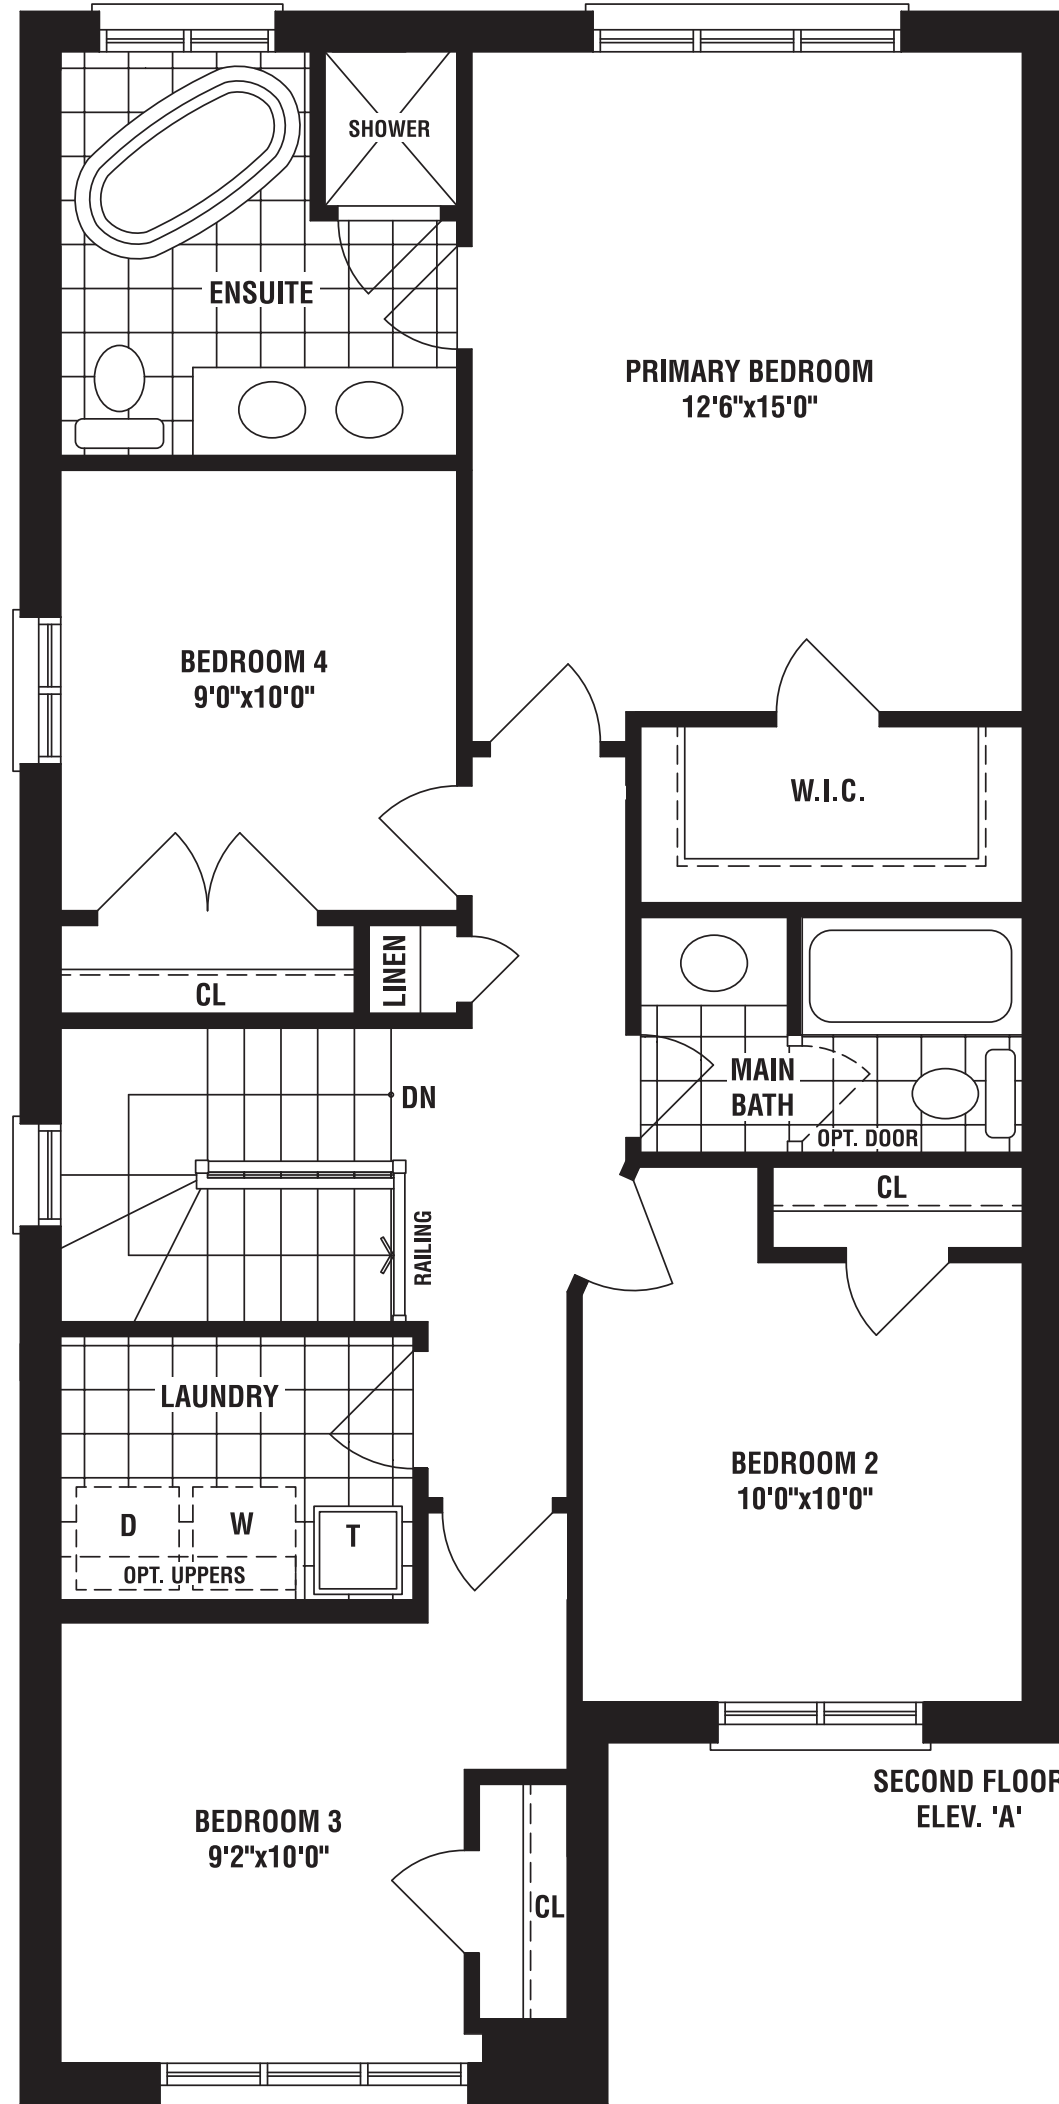 SHOWER
ENSUITE
PRIMARY BEDROOM
12'6"x15'0"
BEDROOM 4
9'0"x10'0"
W.I.C.
LINEN
CL
MAIN
BATH
DN
OPT. DOOR
CL
RAILING
LAUNDRY
BEDROOM 2
10'0"x10'0"
D
W
T
OPT. UPPERS
SECOND FLOOR
ELEV. 'A'
BEDROOM 3
9'2"x10'0"
CL